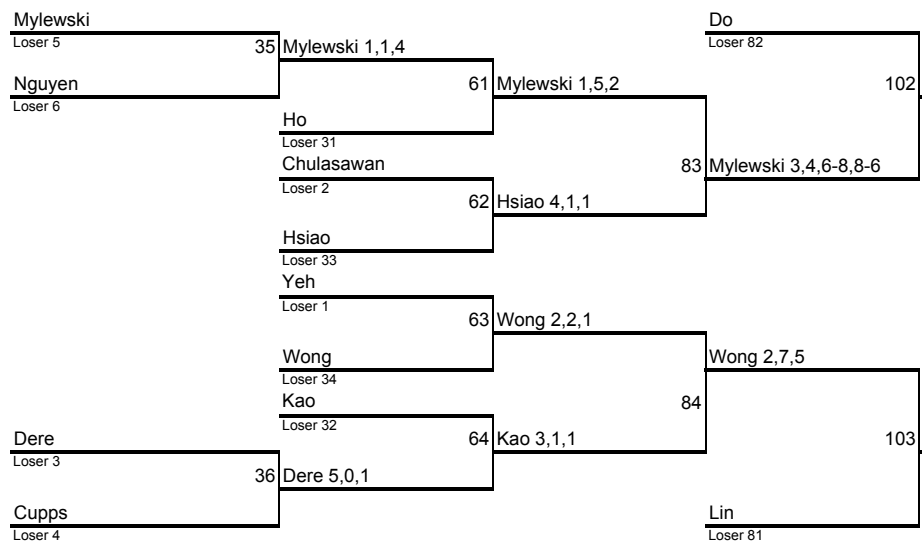 Mylewski
Do
Loser 5
35 Mylewski 1,1,4
Loser 82
Nguyen
61 Mylewski 1,5,2
102
Loser 6
Ho
Loser 31
Chulasawan
83 Mylewski 3,4,6-8,8-6
Loser 2
62 Hsiao 4,1,1
Hsiao
Loser 33
Yeh
Loser 1
63 Wong 2,2,1
Wong
Wong 2,7,5
Loser 34
Kao
84
Loser 32
Dere
64 Kao 3,1,1
103
Loser 3
36 Dere 5,0,1
Cupps
Lin
Loser 4
Loser 81